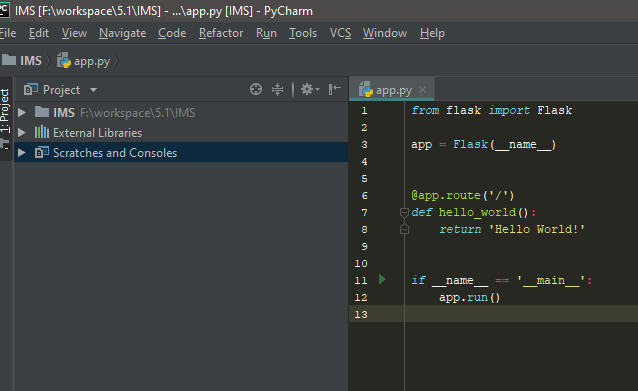 PC IMS [F:\workspace\5.1\IMS] - ...\app.py [IMS] - PyCharm
File Edit View Navigate Code Refactor Run Tools VCS Window Help
IMS app.py
1: Project
Project
app.py
IMS F:\workspace\5.1\IMS
External Libraries
Scratches and Consoles
1 from flask import Flask
2
3 app = Flask(__name__)
4
5
6 @app.route('/')
7 def hello_world():
8 return 'Hello World!'
9
10
11 if __name__ == '__main__':
12 app.run()
13